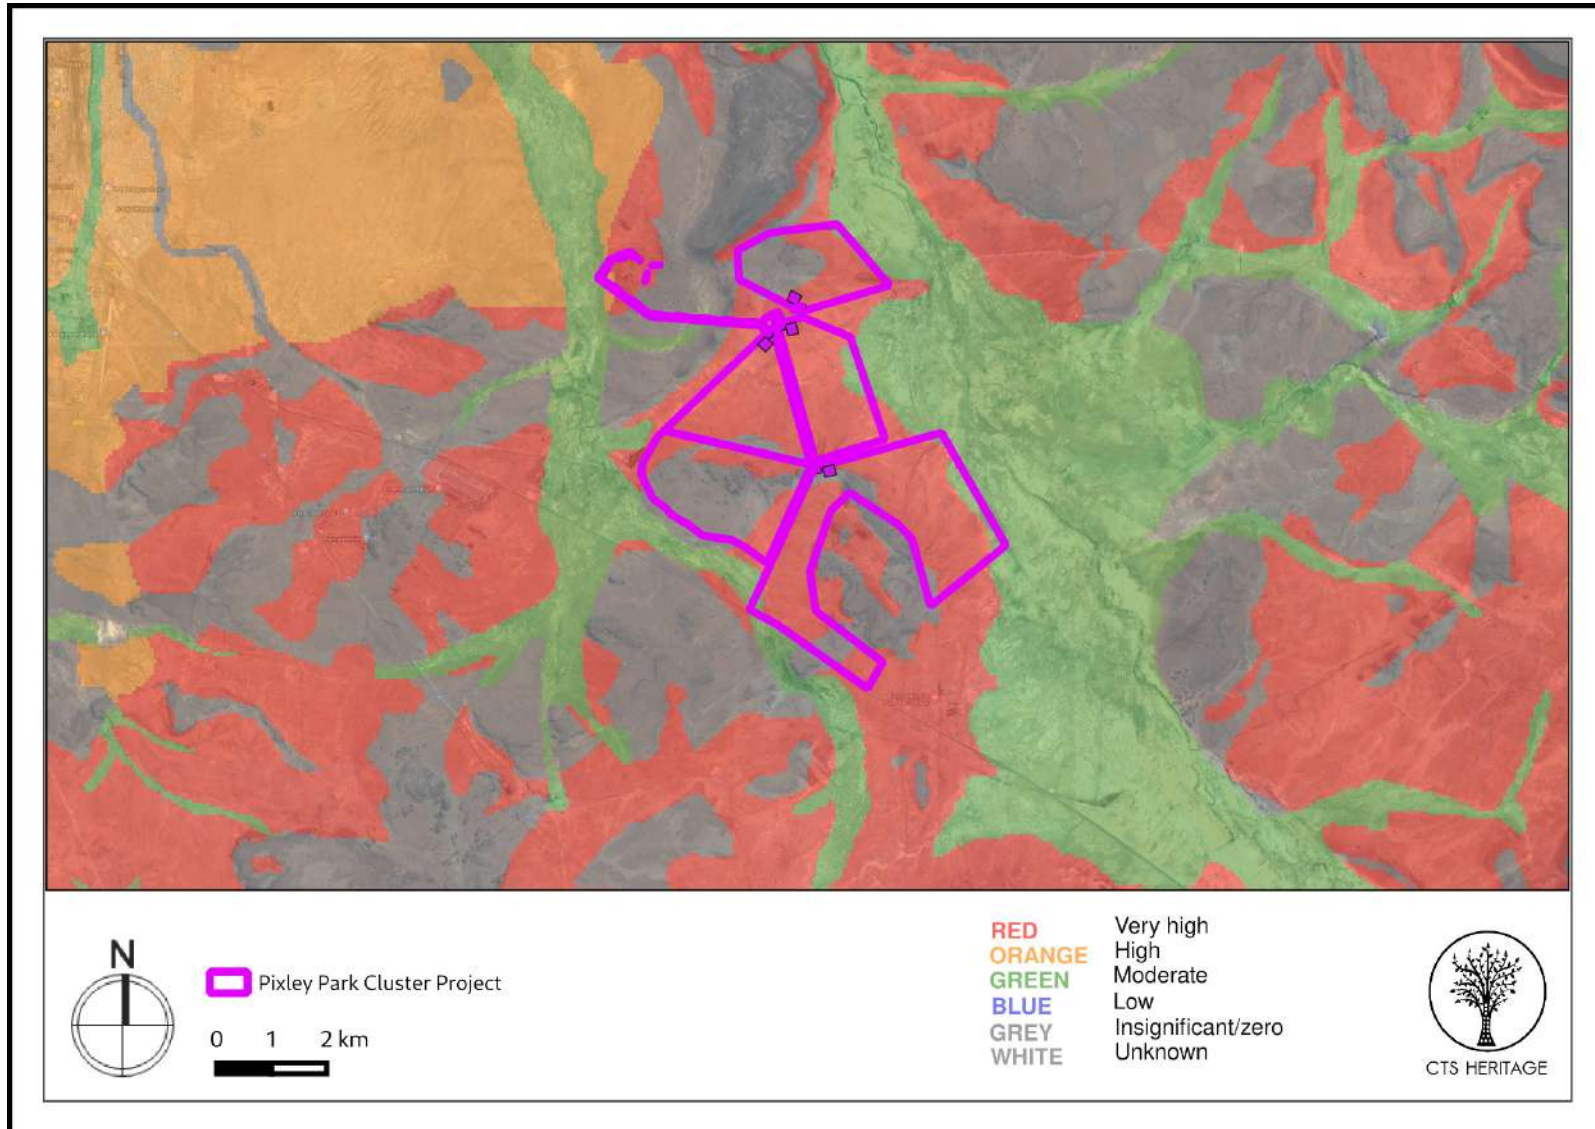 N
Pixley Park Cluster Project
0 1 2 km
RED Very high
ORANGE High
GREEN Moderate
BLUE Low
GREY Insignificant/zero
WHITE Unknown
CTS HERITAGE